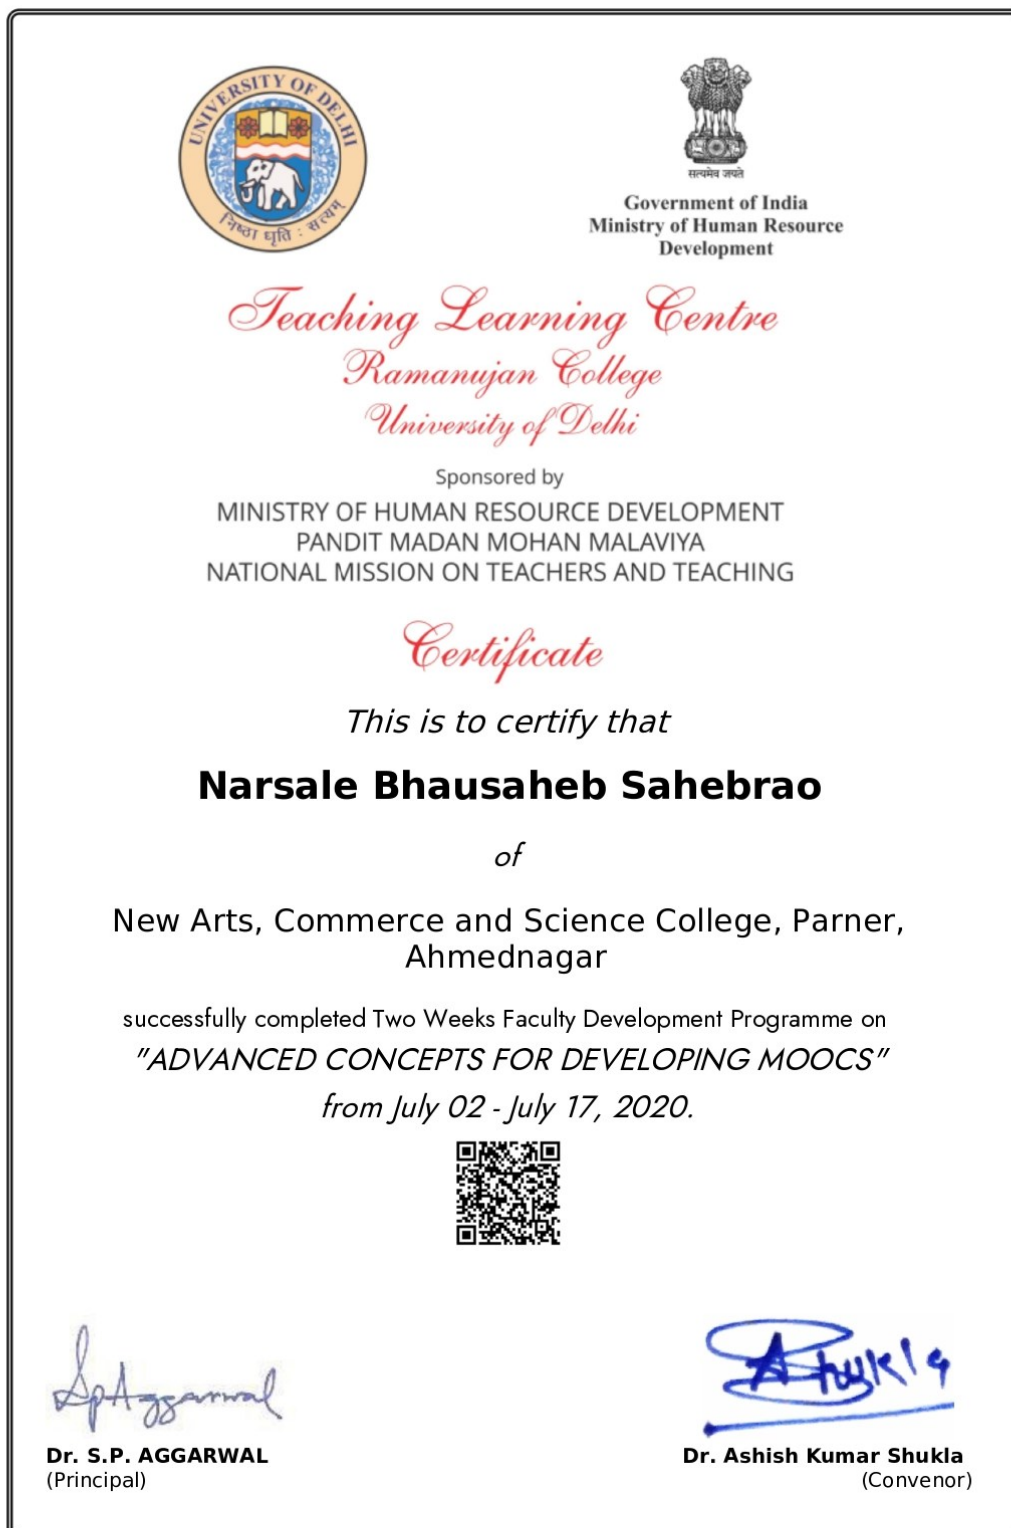 UNIVERSITY OF DELHI
निष्ठा धृति : सत्यम्
सत्यमेव जयते
Government of India
Ministry of Human Resource
Development
Teaching Learning Centre
Ramanujan College
University of Delhi
Sponsored by
MINISTRY OF HUMAN RESOURCE DEVELOPMENT
PANDIT MADAN MOHAN MALAVIYA
NATIONAL MISSION ON TEACHERS AND TEACHING
Certificate
This is to certify that
Narsale Bhausaheb Sahebrao
of
New Arts, Commerce and Science College, Parner,
Ahmednagar
successfully completed Two Weeks Faculty Development Programme on
"ADVANCED CONCEPTS FOR DEVELOPING MOOCS"
from July 02 - July 17, 2020.
SpAggarwal
AShukla
Dr. S.P. AGGARWAL
(Principal)
Dr. Ashish Kumar Shukla
(Convenor)